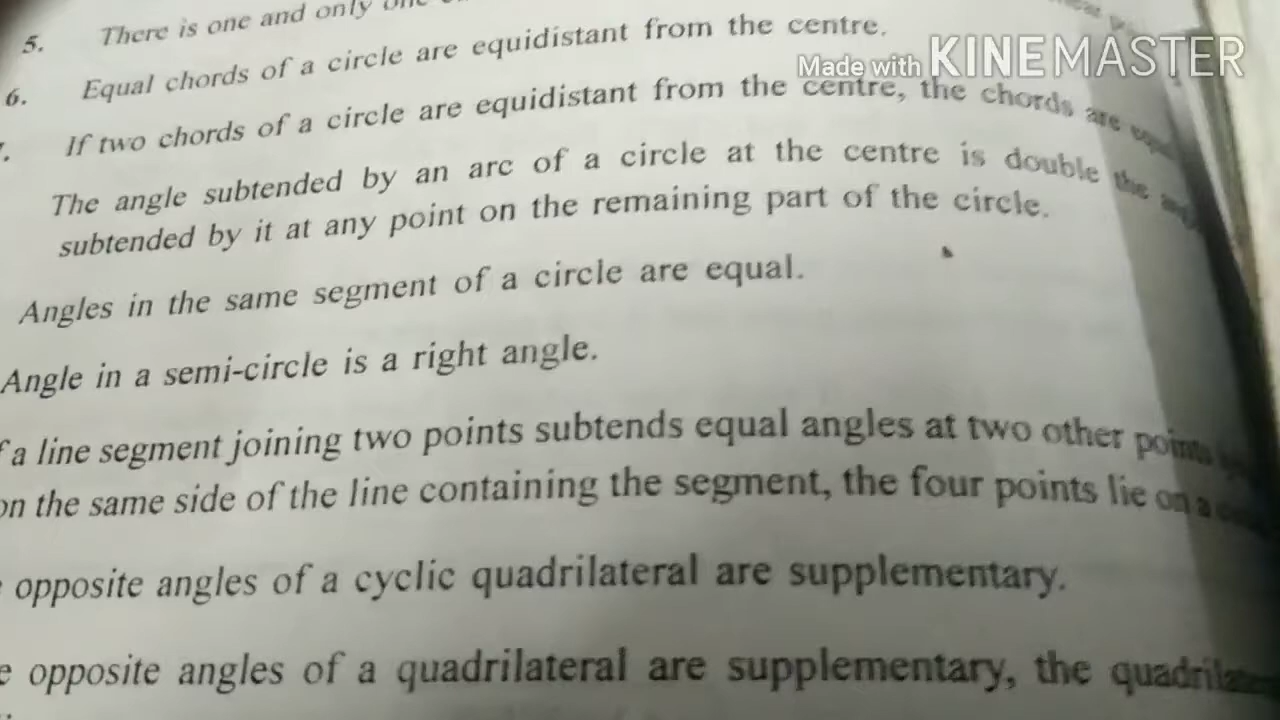 5. There is one and only one
6. Equal chords of a circle are equidistant from the centre.
Made with KINEMASTER
If two chords of a circle are equidistant from the centre, the chords are
The angle subtended by an arc of a circle at the centre is double the
subtended by it at any point on the remaining part of the circle.
Angles in the same segment of a circle are equal.
Angle in a semi-circle is a right angle.
a line segment joining two points subtends equal angles at two other points
on the same side of the line containing the segment, the four points lie on a
opposite angles of a cyclic quadrilateral are supplementary.
opposite angles of a quadrilateral are supplementary, the